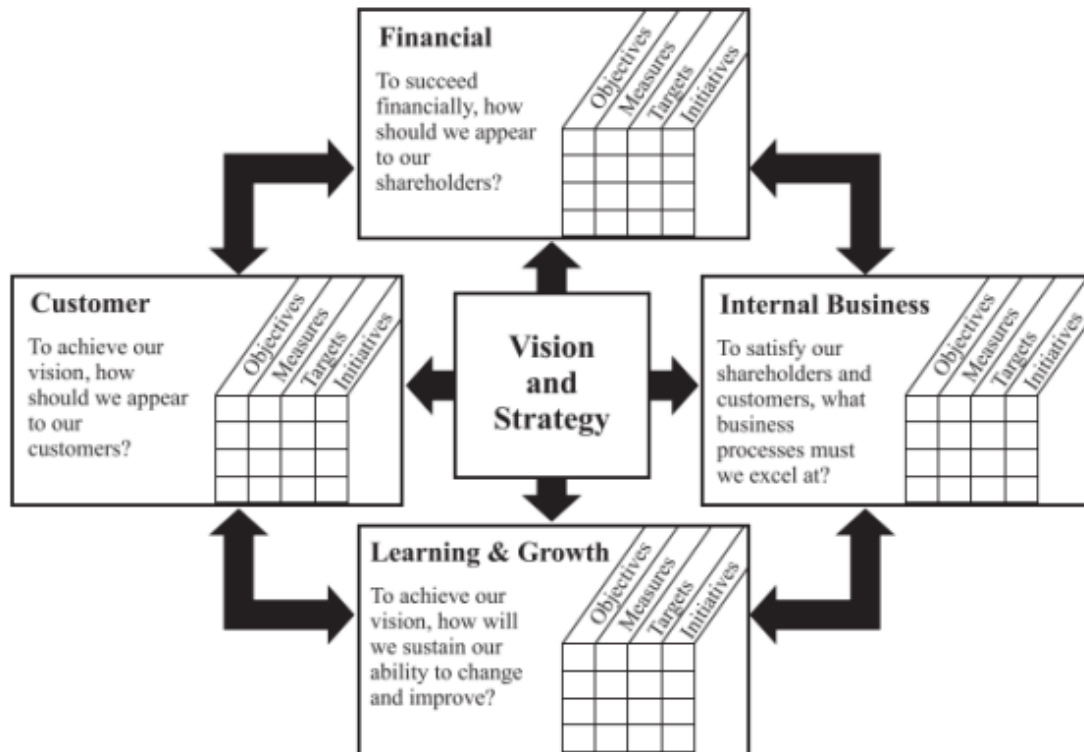 Financial
To succeed
financially, how
should we appear
to our
shareholders?
Objectives
Measures
Targets
Initiatives
Customer
To achieve our
vision, how
should we appear
to our
customers?
Objectives
Measures
Targets
Initiatives
Vision
and
Strategy
Internal Business
To satisfy our
shareholders and
customers, what
business
processes must
we excel at?
Objectives
Measures
Targets
Initiatives
Learning & Growth
To achieve our
vision, how will
we sustain our
ability to change
and improve?
Objectives
Measures
Targets
Initiatives